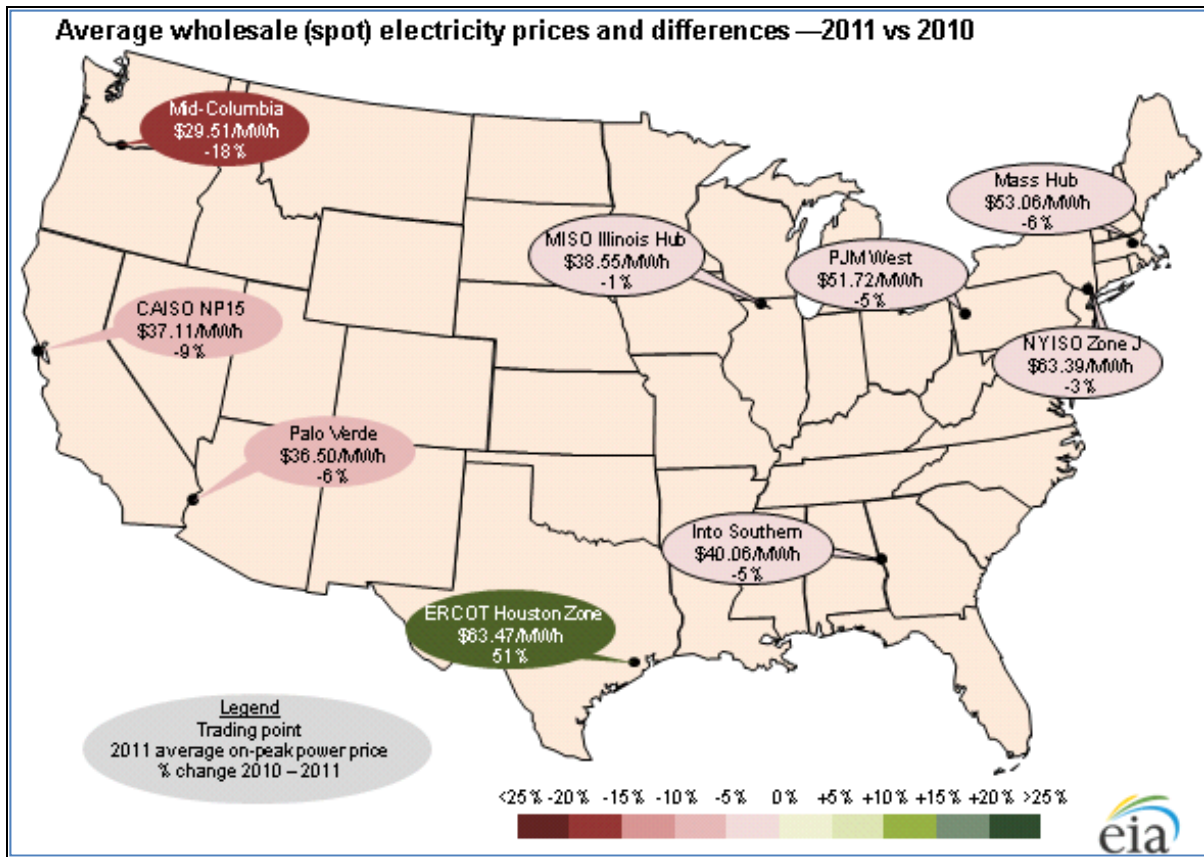 Average wholesale (spot) electricity prices and differences —2011 vs 2010
Mid-Columbia
$29.51/MWh
-18%
Mass Hub
$53.06/MWh
-6%
MISO Illinois Hub
$38.55/MWh
-1%
PJM West
$51.72/MWh
-5%
CAISO NP15
$37.11/MWh
-9%
NYISO Zone J
$63.39/MWh
-3%
Palo Verde
$36.50/MWh
-6%
Into Southern
$40.06/MWh
-5%
ERCOT Houston Zone
$63.47/MWh
51%
Legend
Trading point
2011 average on-peak power price
% change 2010 – 2011
<25% -20% -15% -10% -5% 0% +5% +10% +15% +20% >25%
eia